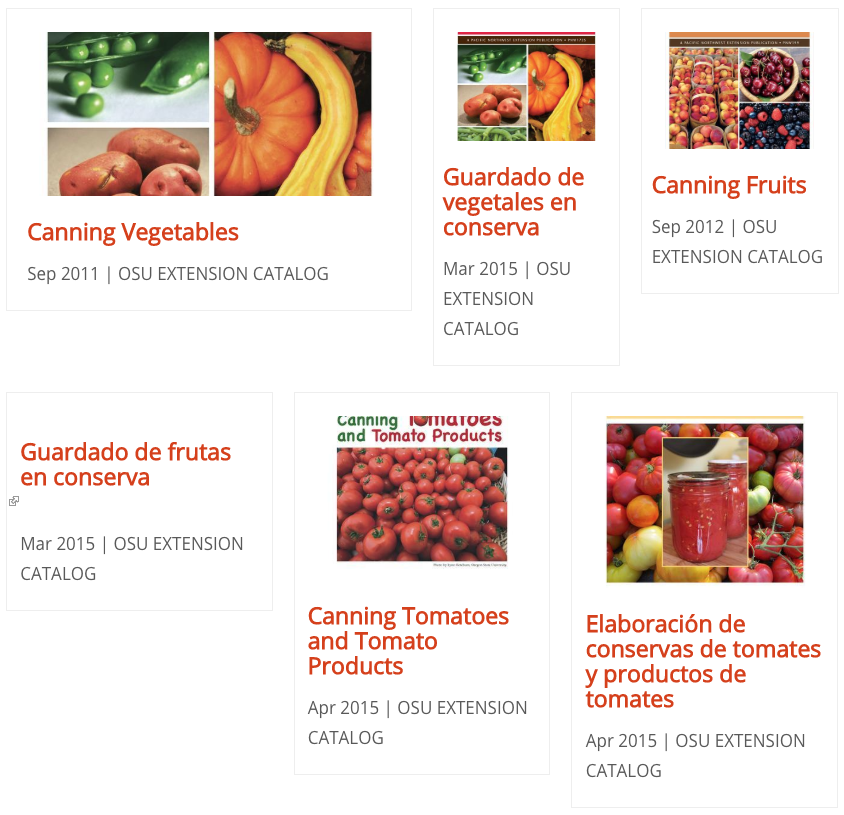 Canning Vegetables
Sep 2011 | OSU EXTENSION CATALOG
A PACIFIC NORTHWEST EXTENSION PUBLICATION •
Guardado de
vegetales en
conserva
Mar 2015 | OSU
EXTENSION
CATALOG
A PACIFIC NORTHWEST EXTENSION PUBLICATION •
Canning Fruits
Sep 2012 | OSU
EXTENSION CATALOG
Guardado de frutas
en conserva
Mar 2015 | OSU EXTENSION
CATALOG
Canning Tomatoes
and Tomato Products
Canning Tomatoes
and Tomato
Products
Apr 2015 | OSU EXTENSION
CATALOG
Elaboración de
conservas de tomates
y productos de
tomates
Apr 2015 | OSU EXTENSION
CATALOG